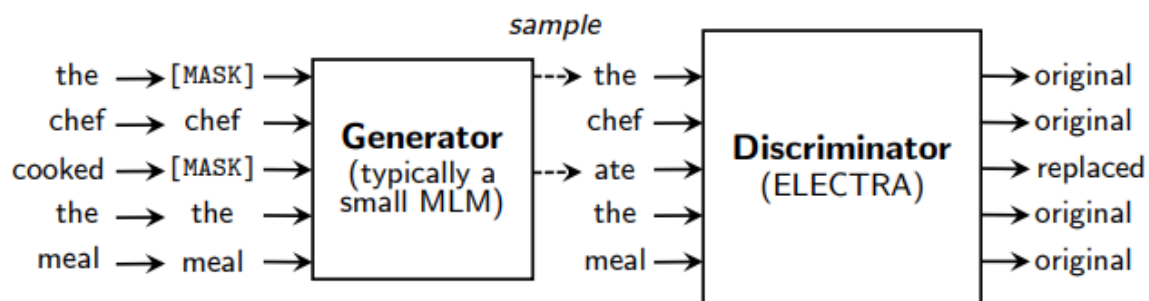 sample
the [MASK] the original
chef chef chef original
cooked [MASK] ate replaced
the the the original
meal meal meal original
Generator
(typically a
small MLM)
Discriminator
(ELECTRA)